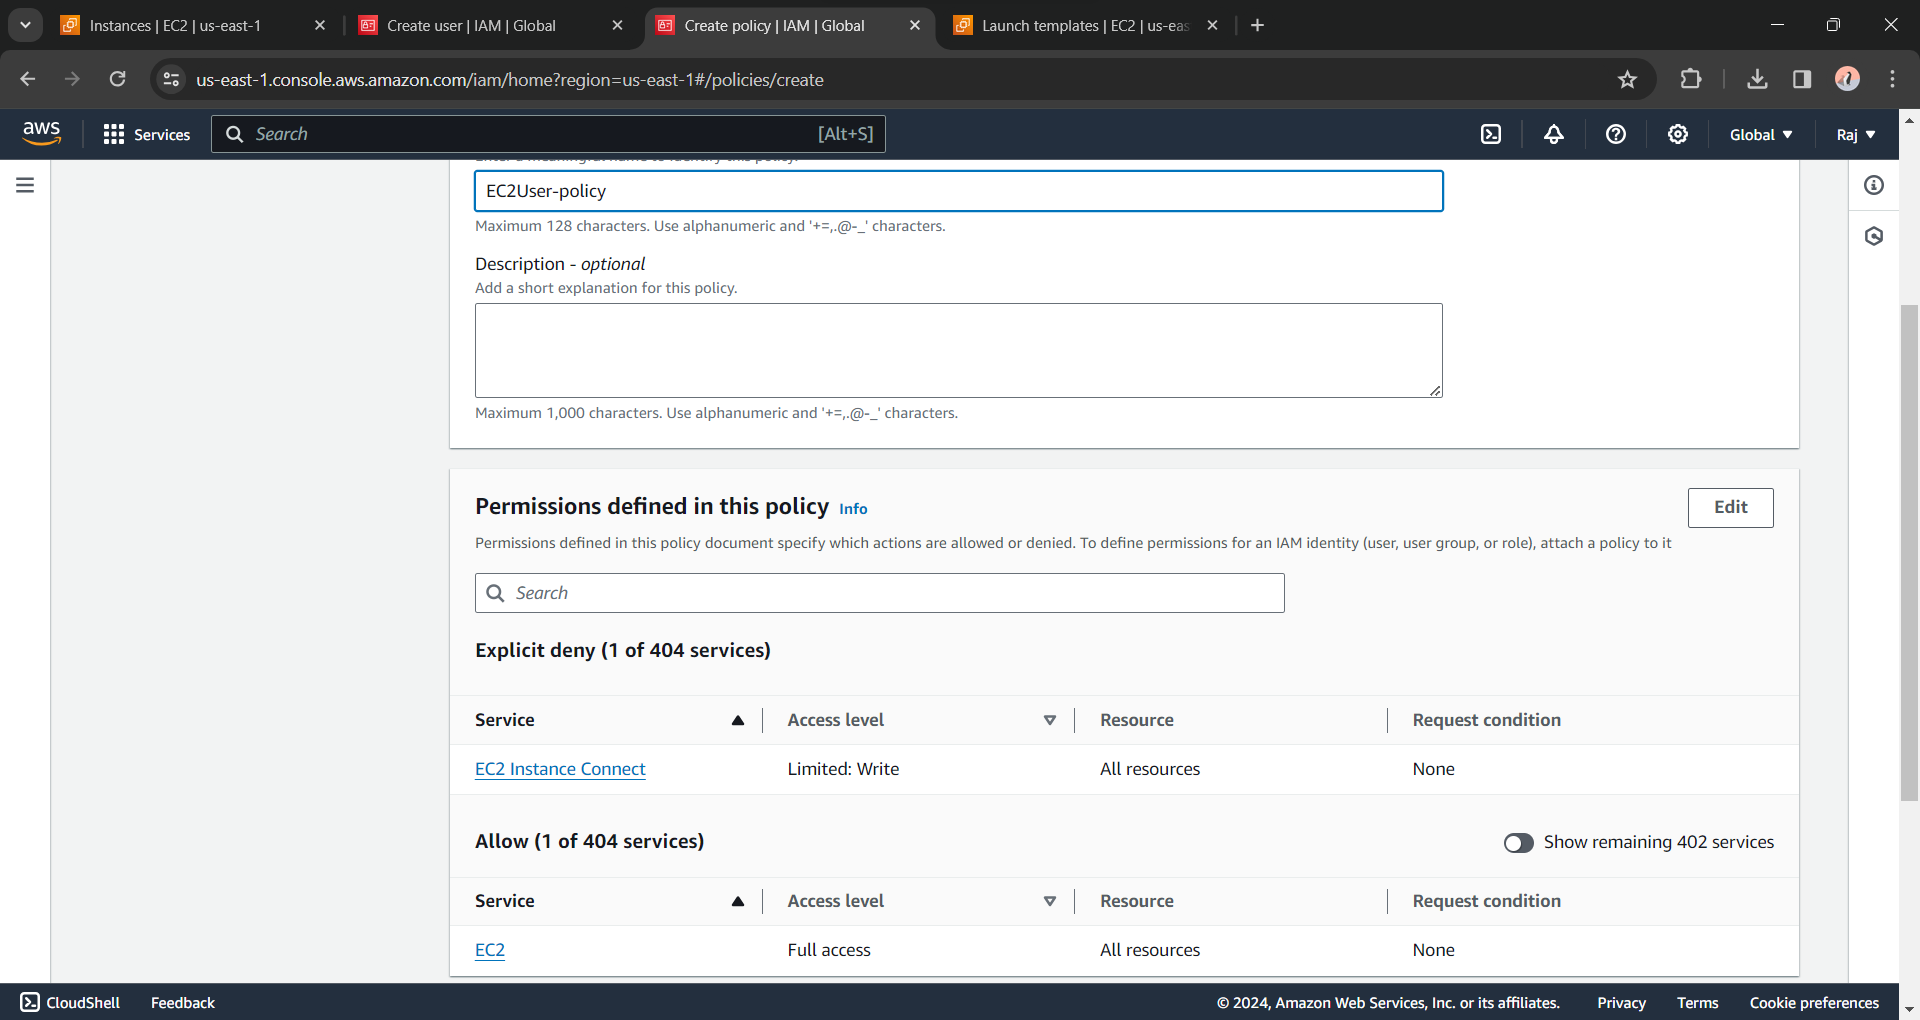 Instances | EC2 | us-east-1
Create user | IAM | Global
Create policy | IAM | Global
Launch templates | EC2 | us-eas
us-east-1.console.aws.amazon.com/iam/home?region=us-east-1#/policies/create
aws
Services
Search
[Alt+S]
Global
Raj
Enter a meaningful name to identify this policy.
EC2User-policy
Maximum 128 characters. Use alphanumeric and '+=,.@-_' characters.
Description - optional
Add a short explanation for this policy.
Maximum 1,000 characters. Use alphanumeric and '+=,.@-_' characters.
Permissions defined in this policy Info
Edit
Permissions defined in this policy document specify which actions are allowed or denied. To define permissions for an IAM identity (user, user group, or role), attach a policy to it
Search
Explicit deny (1 of 404 services)
Service Access level Resource Request condition
EC2 Instance Connect Limited: Write All resources None
Allow (1 of 404 services)
Show remaining 402 services
Service Access level Resource Request condition
EC2 Full access All resources None
CloudShell Feedback
© 2024, Amazon Web Services, Inc. or its affiliates. Privacy Terms Cookie preferences